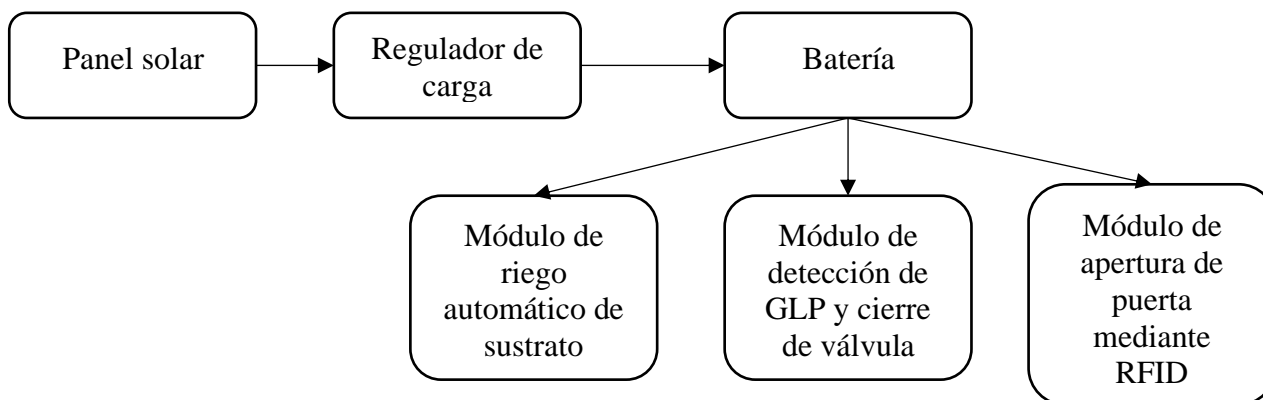 Panel solar
Regulador de
carga
Batería
Módulo de
riego
automático de
sustrato
Módulo de
detección de
GLP y cierre
de válvula
Módulo de
apertura de
puerta
mediante
RFID